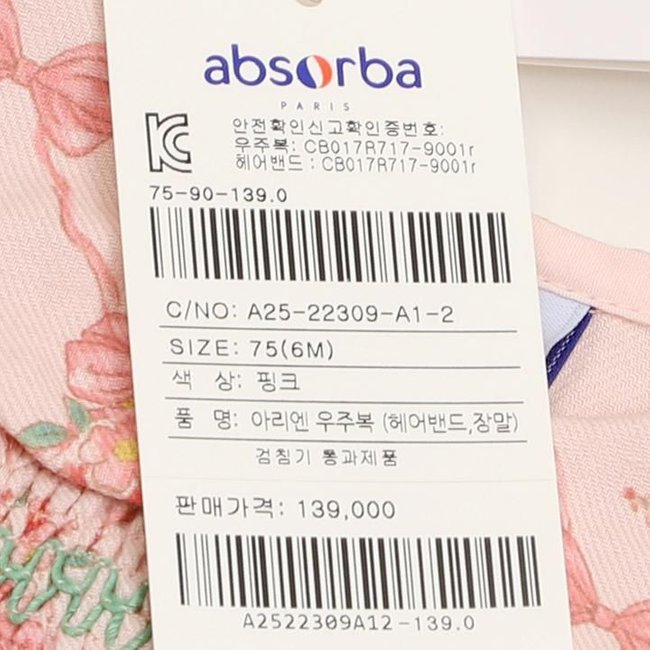 absorba
PARIS
안전확인신고확인증번호:
우주복: CB017R717-9001r
헤어밴드 : CB017R717-9001r
75-90-139.0
C/NO: A25-22309-A1-2
SIZE: 75(6M)
색 상: 핑크
품 명: 아리엔 우주복 (헤어밴드,장말)
검침기 통과제품
판매가격: 139,000
A2522309A12-139.0